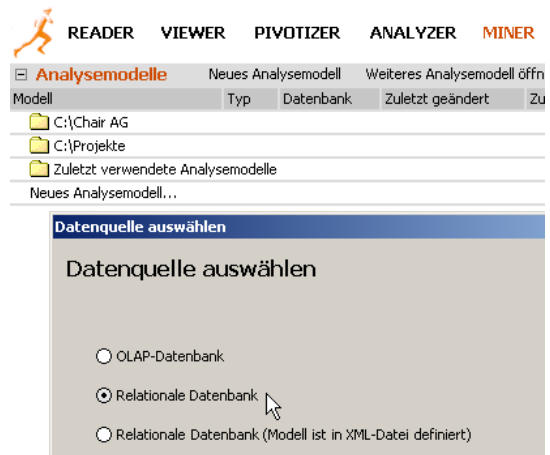 READER VIEWER PIVOTIZER ANALYZER MINER
Analysemodelle Neues Analysemodell Weiteres Analysemodell öffn
Modell Typ Datenbank Zuletzt geändert Zu
C:\Chair AG
C:\Projekte
Zuletzt verwendete Analysemodelle
Neues Analysemodell...
Datenquelle auswählen
Datenquelle auswählen
OLAP-Datenbank
Relationale Datenbank
Relationale Datenbank (Modell ist in XML-Datei definiert)